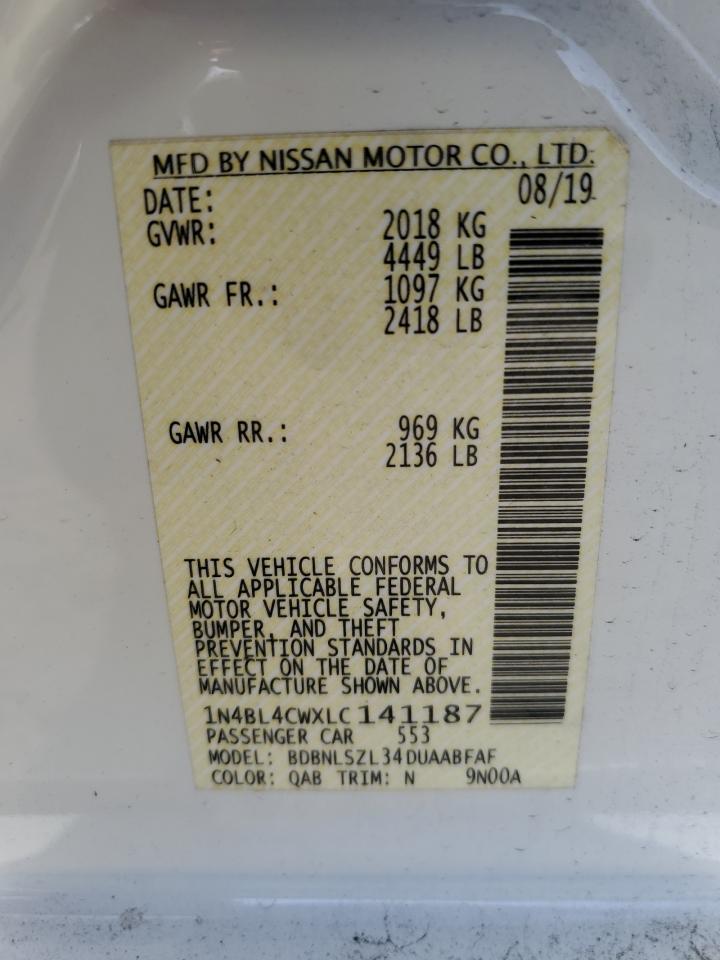 MFD BY NISSAN MOTOR CO., LTD.
DATE: 08/19
GVWR: 2018 KG
4449 LB
GAWR FR.: 1097 KG
2418 LB
GAWR RR.: 969 KG
2136 LB
THIS VEHICLE CONFORMS TO
ALL APPLICABLE FEDERAL
MOTOR VEHICLE SAFETY,
BUMPER, AND THEFT
PREVENTION STANDARDS IN
EFFECT ON THE DATE OF
MANUFACTURE SHOWN ABOVE.
1N4BL4CWXLC141187
PASSENGER CAR 553
MODEL: BDBNLSZL34DUAABFAF
COLOR: QAB TRIM: N 9N00A